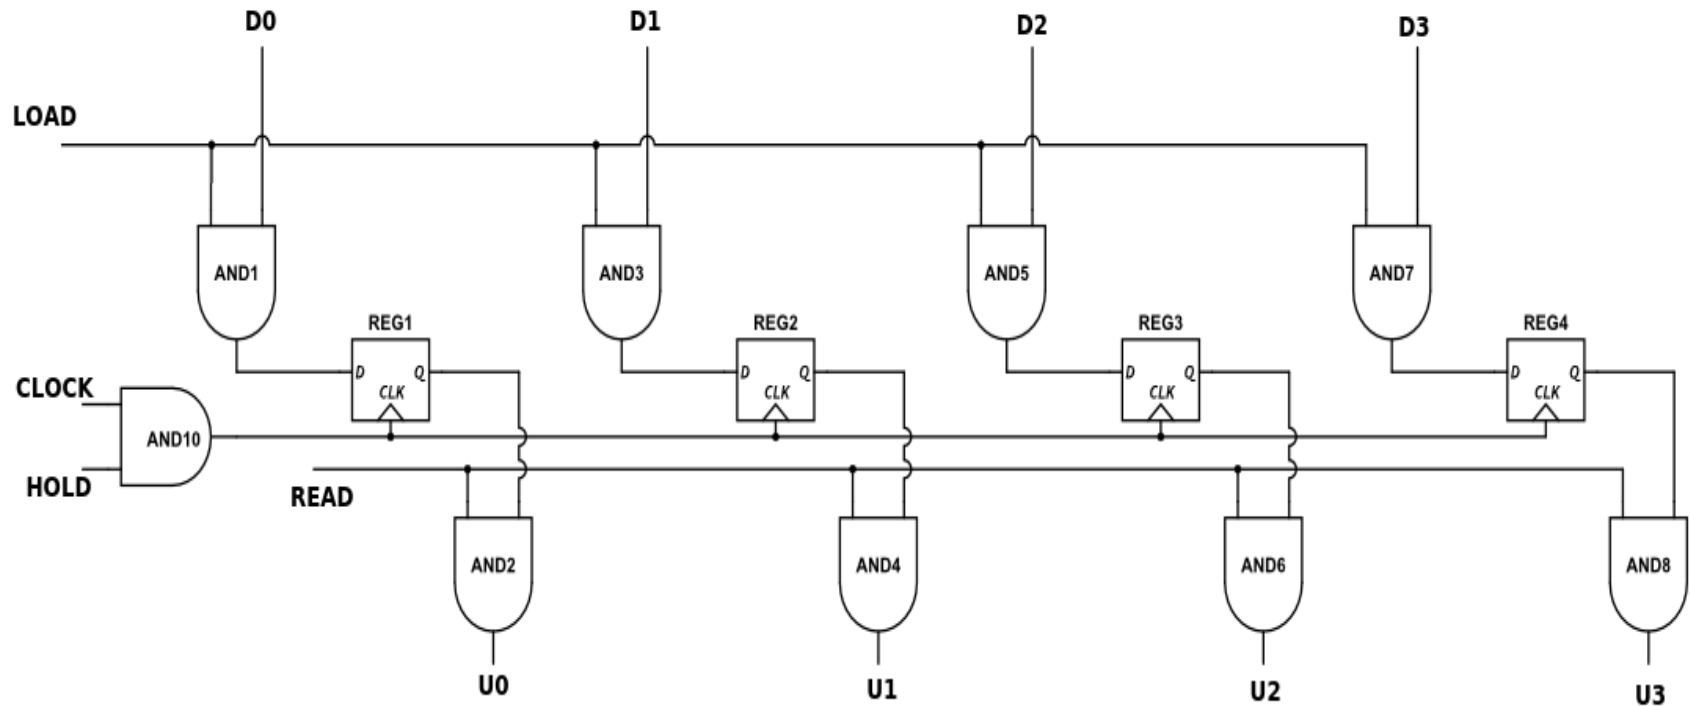 D0
D1
D2
D3
LOAD
AND1
AND3
AND5
AND7
REG1
REG2
REG3
REG4
D
Q
CLK
D
Q
CLK
D
Q
CLK
D
Q
CLK
CLOCK
AND10
HOLD
READ
AND2
AND4
AND6
AND8
U0
U1
U2
U3